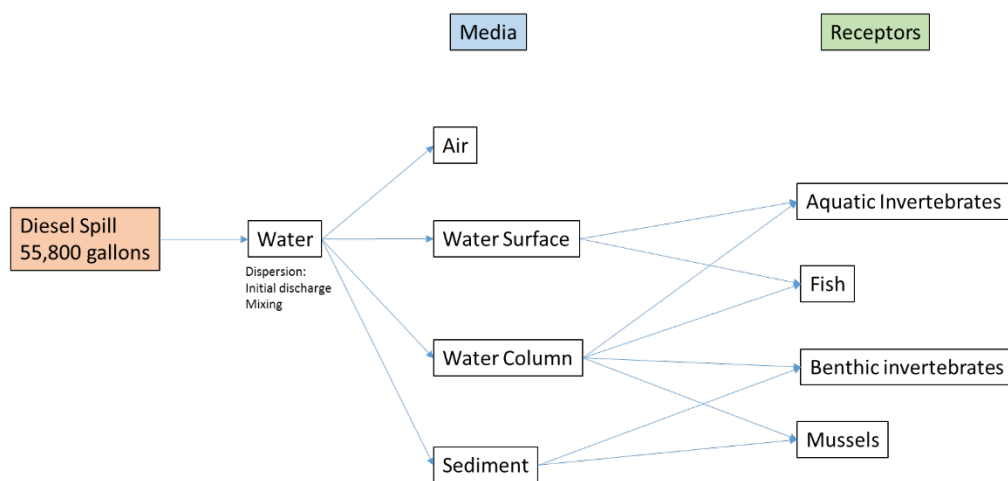 Media
Receptors
Air
Diesel Spill
55,800 gallons
Water
Dispersion:
Initial discharge
Mixing
Water Surface
Water Column
Sediment
Aquatic Invertebrates
Fish
Benthic invertebrates
Mussels